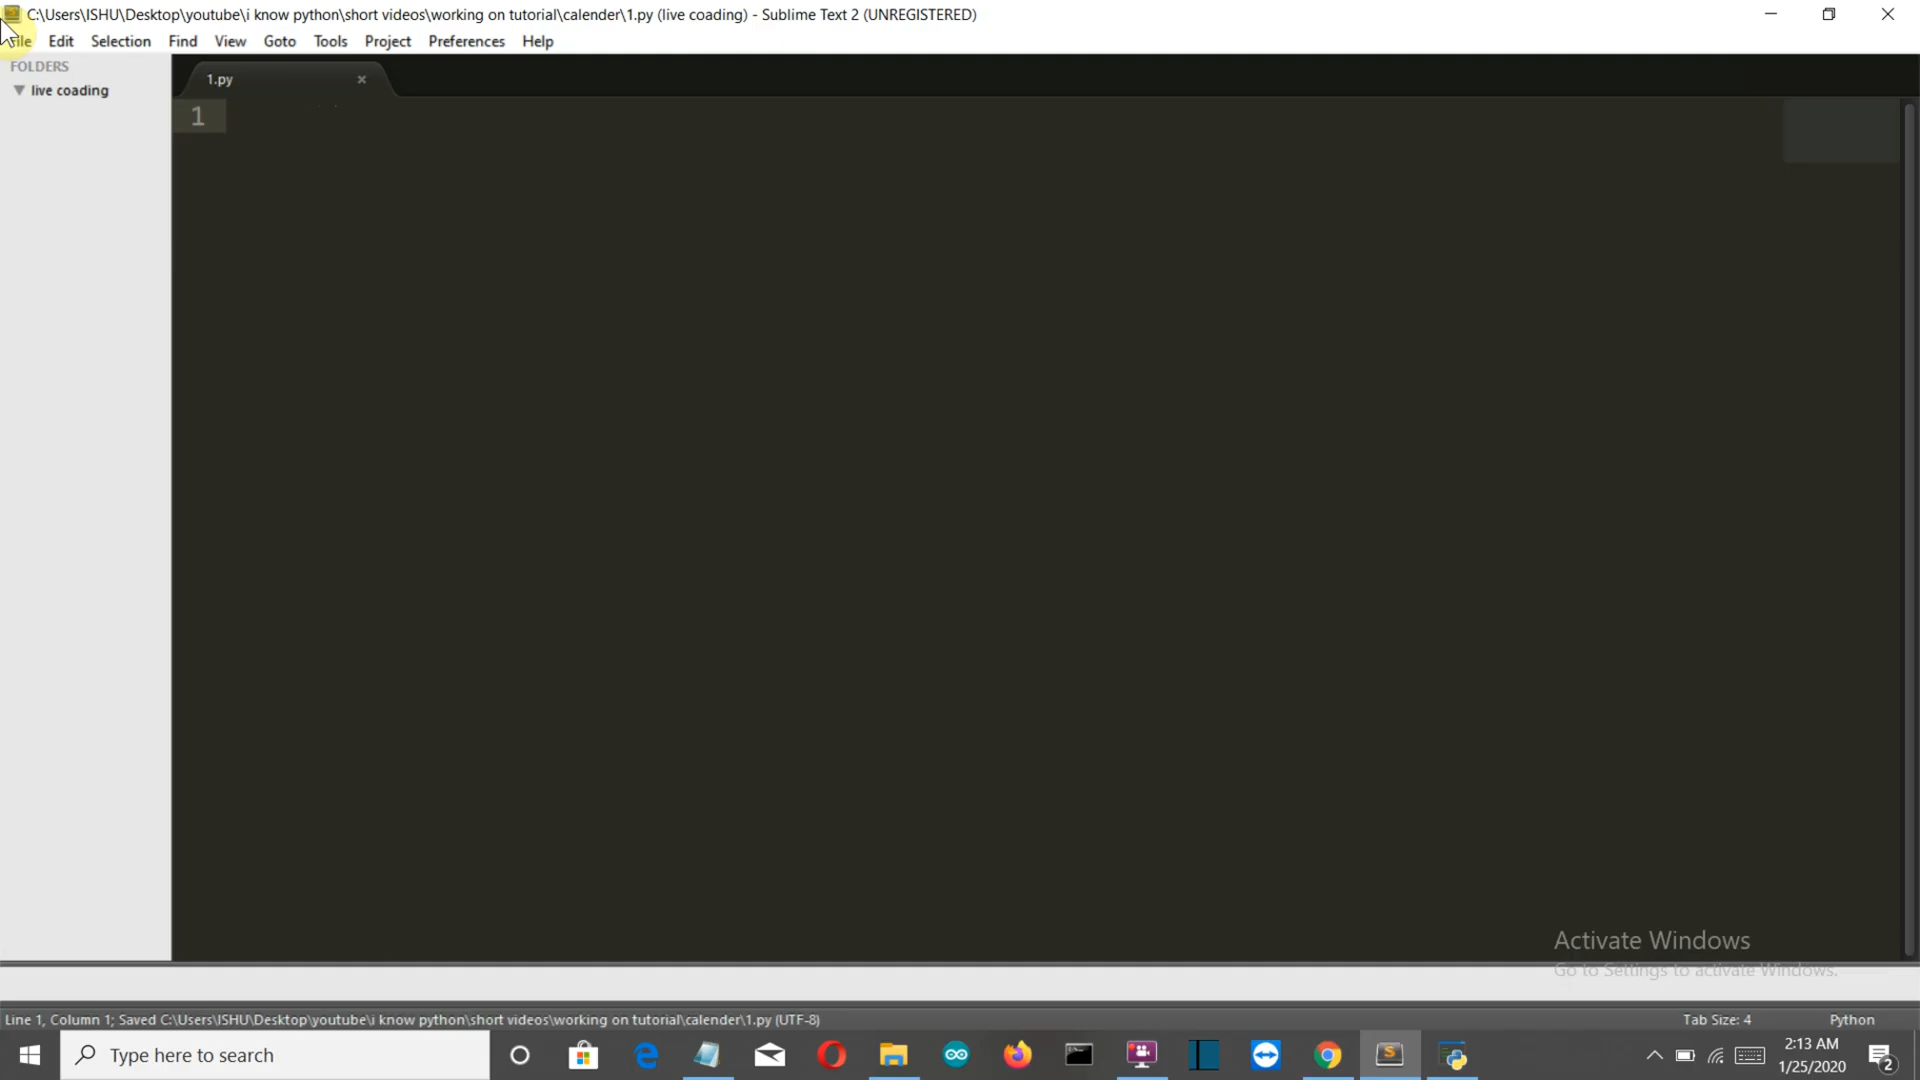 C:\Users\ISHU\Desktop\youtube\i know python\short videos\working on tutorial\calender\1.py (live coading) - Sublime Text 2 (UNREGISTERED)
File Edit Selection Find View Goto Tools Project Preferences Help
FOLDERS
live coading
1.py
1
Activate Windows
Go to Settings to activate Windows.
Line 1, Column 1; Saved C:\Users\ISHU\Desktop\youtube\i know python\short videos\working on tutorial\calender\1.py (UTF-8)
Tab Size: 4
Python
Type here to search
2:13 AM
1/25/2020
2